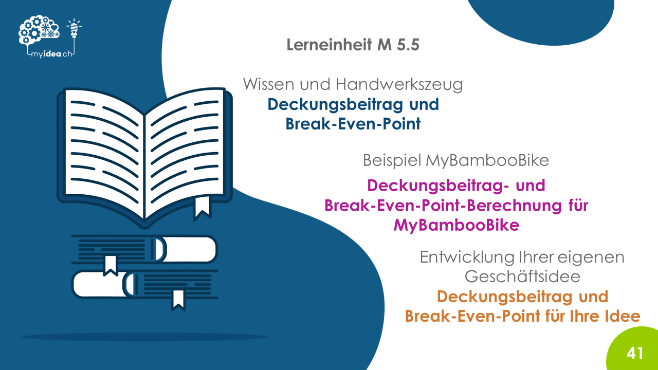 myidea.ch
Lerneinheit M 5.5
Wissen und Handwerkszeug
Deckungsbeitrag und
Break-Even-Point
Beispiel MyBambooBike
Deckungsbeitrag- und
Break-Even-Point-Berechnung für
MyBambooBike
Entwicklung Ihrer eigenen
Geschäftsidee
Deckungsbeitrag und
Break-Even-Point für Ihre Idee
41